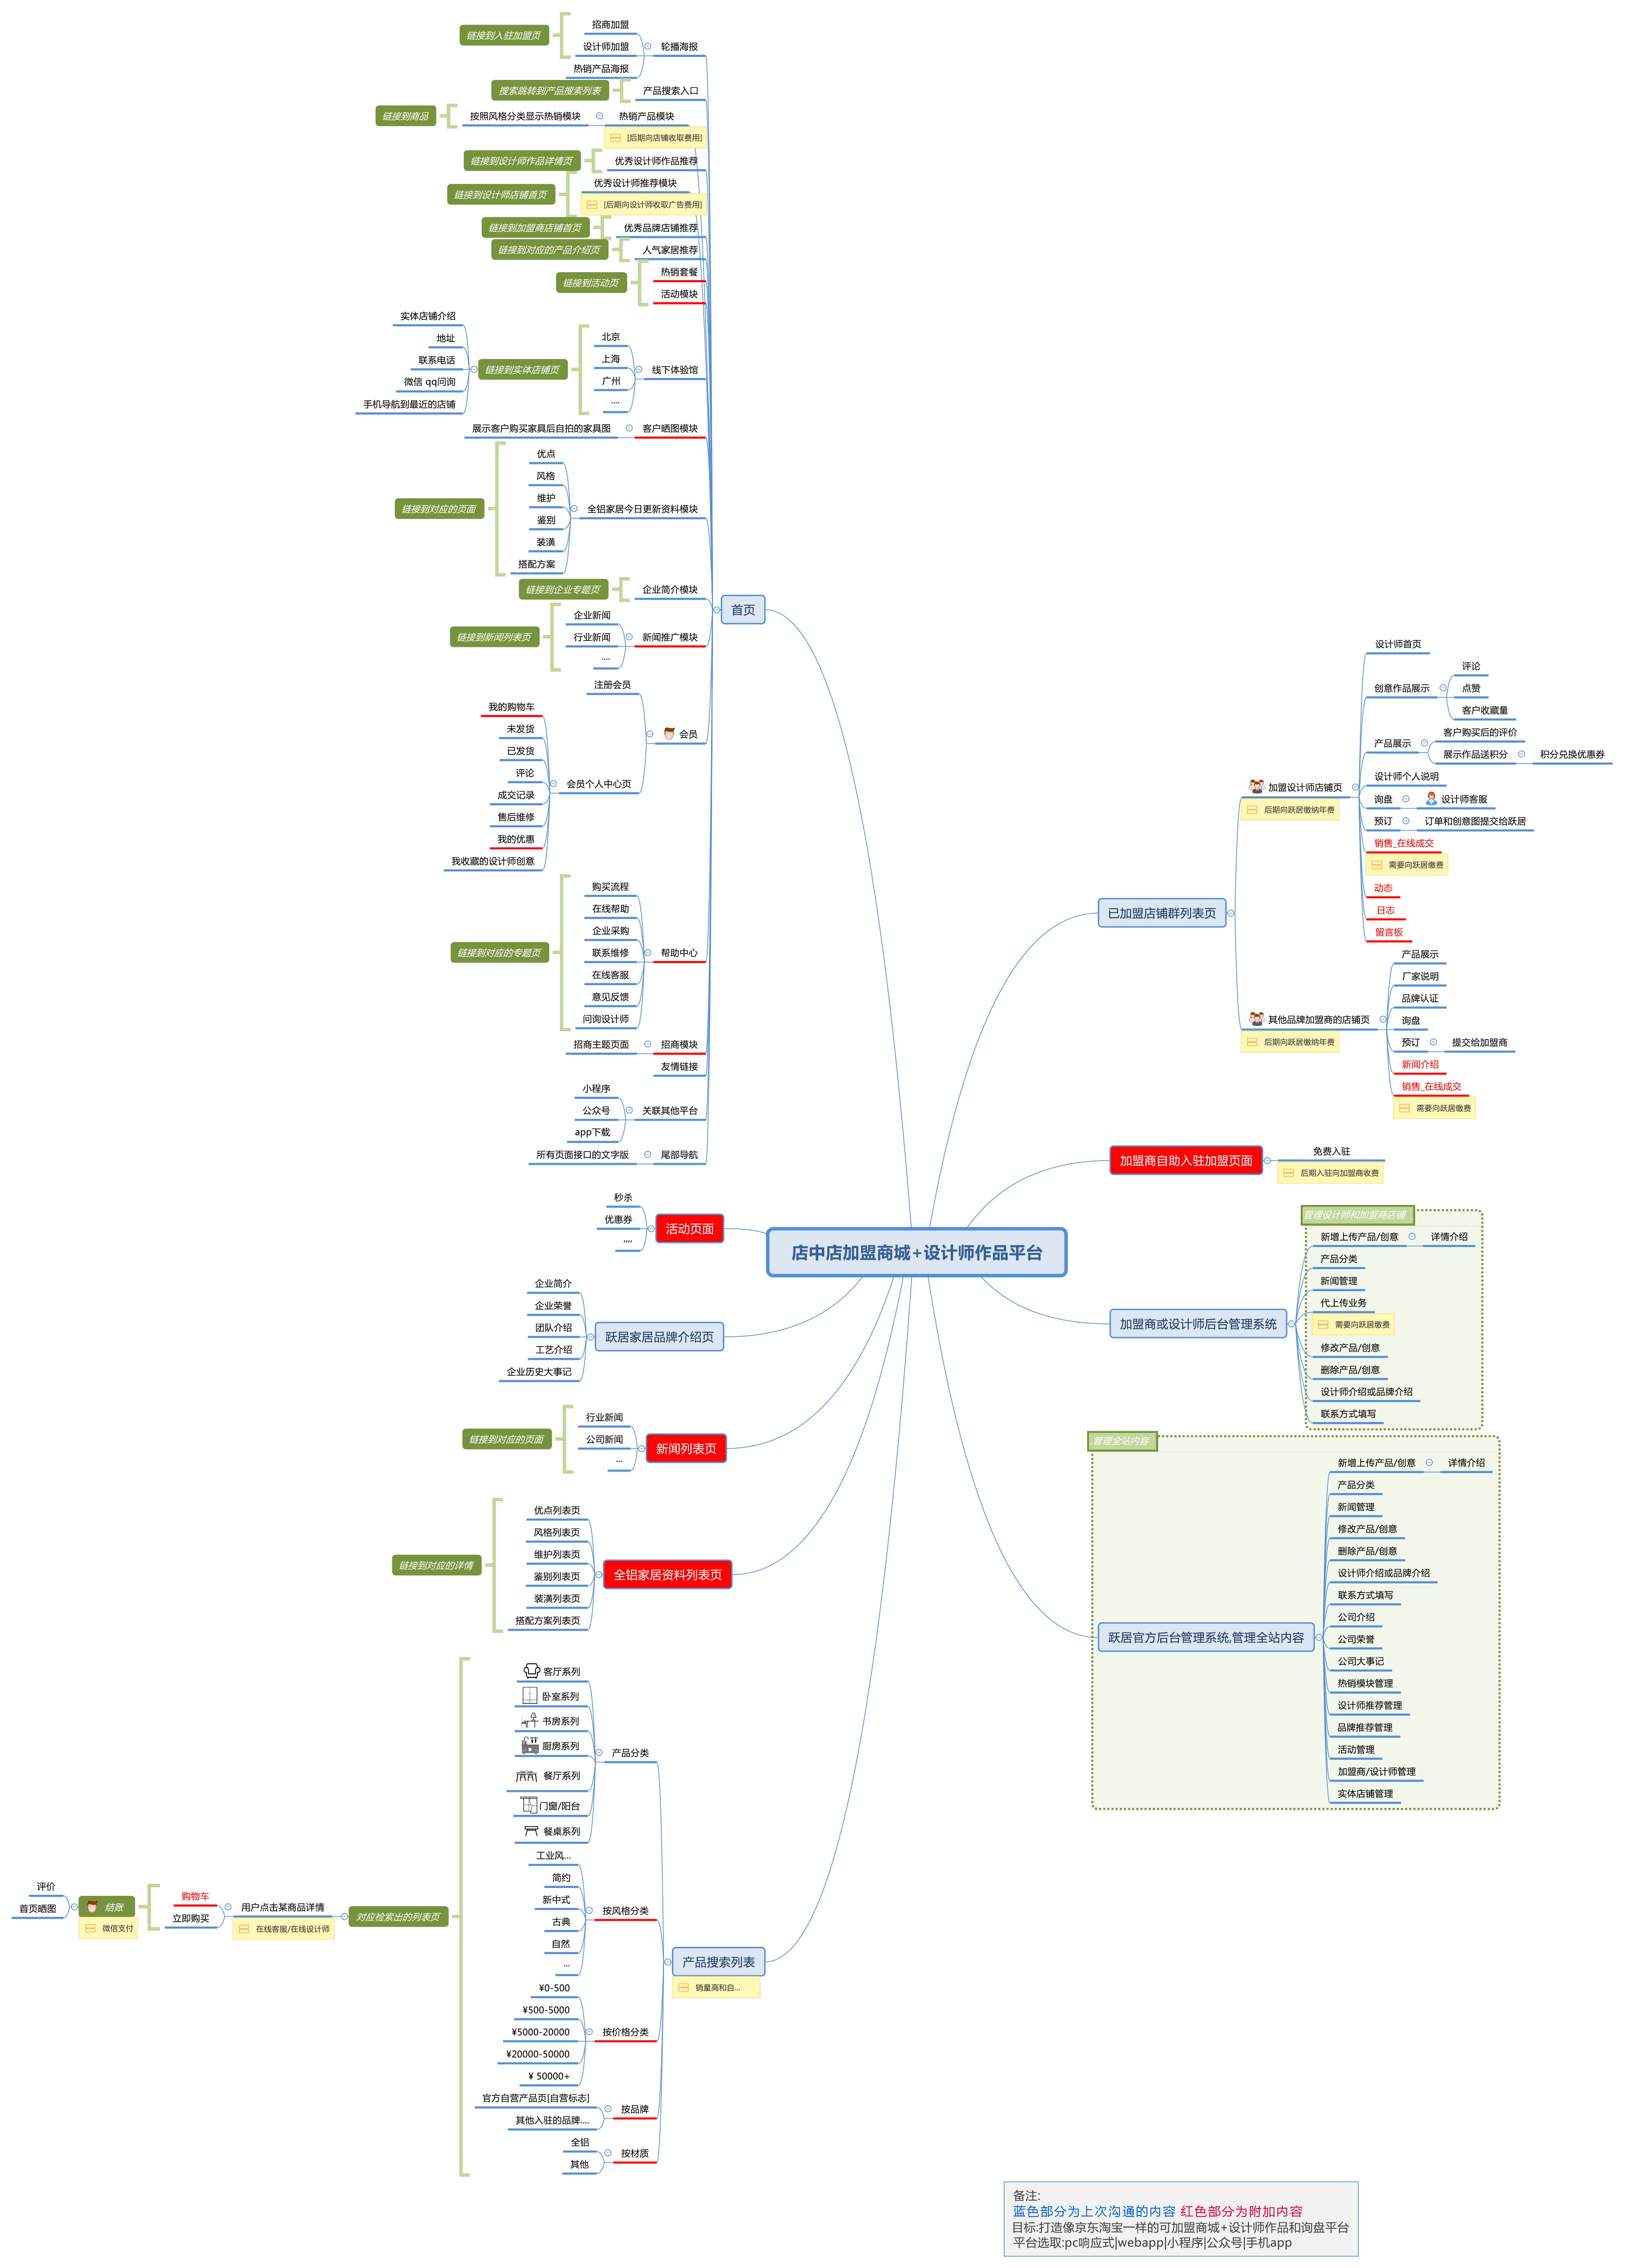 店中店加盟商城+设计师作品平台
首页
轮播海报
招商加盟
设计师加盟
热销产品海报
链接到入驻加盟页
产品搜索入口
搜索跳转到产品搜索列表
热销产品模块
[后期向店铺收取费用]
按照风格分类显示热销模块
链接到商品
优秀设计师作品推荐
链接到设计师作品详情页
优秀设计师推荐模块
[后期向设计师收取广告费用]
链接到设计师店铺首页
优秀品牌店铺推荐
链接到加盟商店铺首页
人气家居推荐
链接到对应的产品介绍页
热销套餐
活动模块
链接到活动页
线下体验馆
北京
上海
广州
....
链接到实体店铺页
实体店铺介绍
地址
联系电话
微信 qq问询
手机导航到最近的店铺
客户晒图模块
展示客户购买家具后自拍的家具图
全铝家居今日更新资料模块
优点
风格
维护
鉴别
装潢
搭配方案
链接到对应的页面
企业简介模块
链接到企业专题页
新闻推广模块
企业新闻
行业新闻
....
链接到新闻列表页
会员
注册会员
会员个人中心页
我的购物车
未发货
已发货
评论
成交记录
售后维修
我的优惠
我收藏的设计师创意
帮助中心
购买流程
在线帮助
企业采购
联系维修
在线客服
意见反馈
问询设计师
链接到对应的专题页
招商模块
招商主题页面
友情链接
关联其他平台
小程序
公众号
app下载
尾部导航
所有页面接口的文字版
活动页面
秒杀
优惠券
,,,,
跃居家居品牌介绍页
企业简介
企业荣誉
团队介绍
工艺介绍
企业历史大事记
新闻列表页
行业新闻
公司新闻
...
链接到对应的页面
全铝家居资料列表页
优点列表页
风格列表页
维护列表页
鉴别列表页
装潢列表页
搭配方案列表页
链接到对应的详情
产品搜索列表
销量高和自...
产品分类
客厅系列
卧室系列
书房系列
厨房系列
餐厅系列
门窗/阳台
餐桌系列
按风格分类
工业风...
简约
新中式
古典
自然
...
按价格分类
¥0-500
¥500-5000
¥5000-20000
¥20000-50000
¥ 50000+
按品牌
官方自营产品页[自营标志]
其他入驻的品牌....
按材质
全铝
其他
对应检索出的列表页
用户点击某商品详情
在线客服/在线设计师
购物车
立即购买
结账
微信支付
评价
首页晒图
已加盟店铺群列表页
加盟设计师店铺页
后期向跃居缴纳年费
设计师首页
创意作品展示
评论
点赞
客户收藏量
产品展示
客户购买后的评价
展示作品送积分
积分兑换优惠券
设计师个人说明
询盘
设计师客服
预订
订单和创意图提交给跃居
销售_在线成交
需要向跃居缴费
动态
日志
留言板
其他品牌加盟商的店铺页
后期向跃居缴纳年费
产品展示
厂家说明
品牌认证
询盘
预订
提交给加盟商
新闻介绍
销售_在线成交
需要向跃居缴费
加盟商自助入驻加盟页面
免费入驻
后期入驻向加盟商收费
加盟商或设计师后台管理系统
管理设计师和加盟商店铺
新增上传产品/创意
详情介绍
产品分类
新闻管理
代上传业务
需要向跃居缴费
修改产品/创意
删除产品/创意
设计师介绍或品牌介绍
联系方式填写
跃居官方后台管理系统,管理全站内容
管理全站内容
新增上传产品/创意
详情介绍
产品分类
新闻管理
修改产品/创意
删除产品/创意
设计师介绍或品牌介绍
联系方式填写
公司介绍
公司荣誉
公司大事记
热销模块管理
设计师推荐管理
品牌推荐管理
活动管理
加盟商/设计师管理
实体店铺管理
备注:
蓝色部分为上次沟通的内容 红色部分为附加内容
目标:打造像京东淘宝一样的可加盟商城+设计师作品和询盘平台
平台选取:pc响应式|webapp|小程序|公众号|手机app